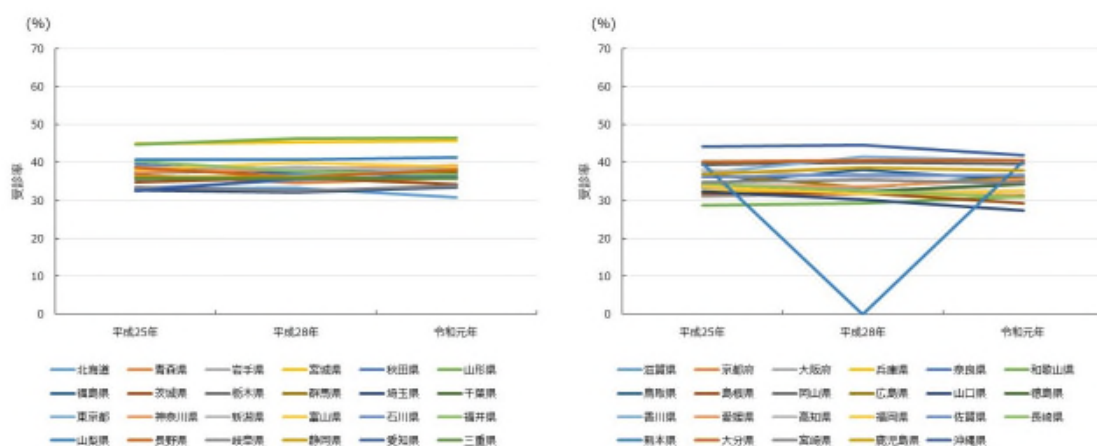 (%)
70
60
50
40
30
20
10
0
受診率
平成25年 平成28年 令和元年
北海道 青森県 岩手県 宮城県 秋田県 山形県
福島県 茨城県 栃木県 群馬県 埼玉県 千葉県
東京都 神奈川県 新潟県 富山県 石川県 福井県
山梨県 長野県 岐阜県 静岡県 愛知県 三重県
(%)
70
60
50
40
30
20
10
0
受診率
平成25年 平成28年 令和元年
滋賀県 京都府 大阪府 兵庫県 奈良県 和歌山県
鳥取県 島根県 岡山県 広島県 山口県 徳島県
香川県 愛媛県 高知県 福岡県 佐賀県 長崎県
熊本県 大分県 宮崎県 鹿児島県 沖縄県